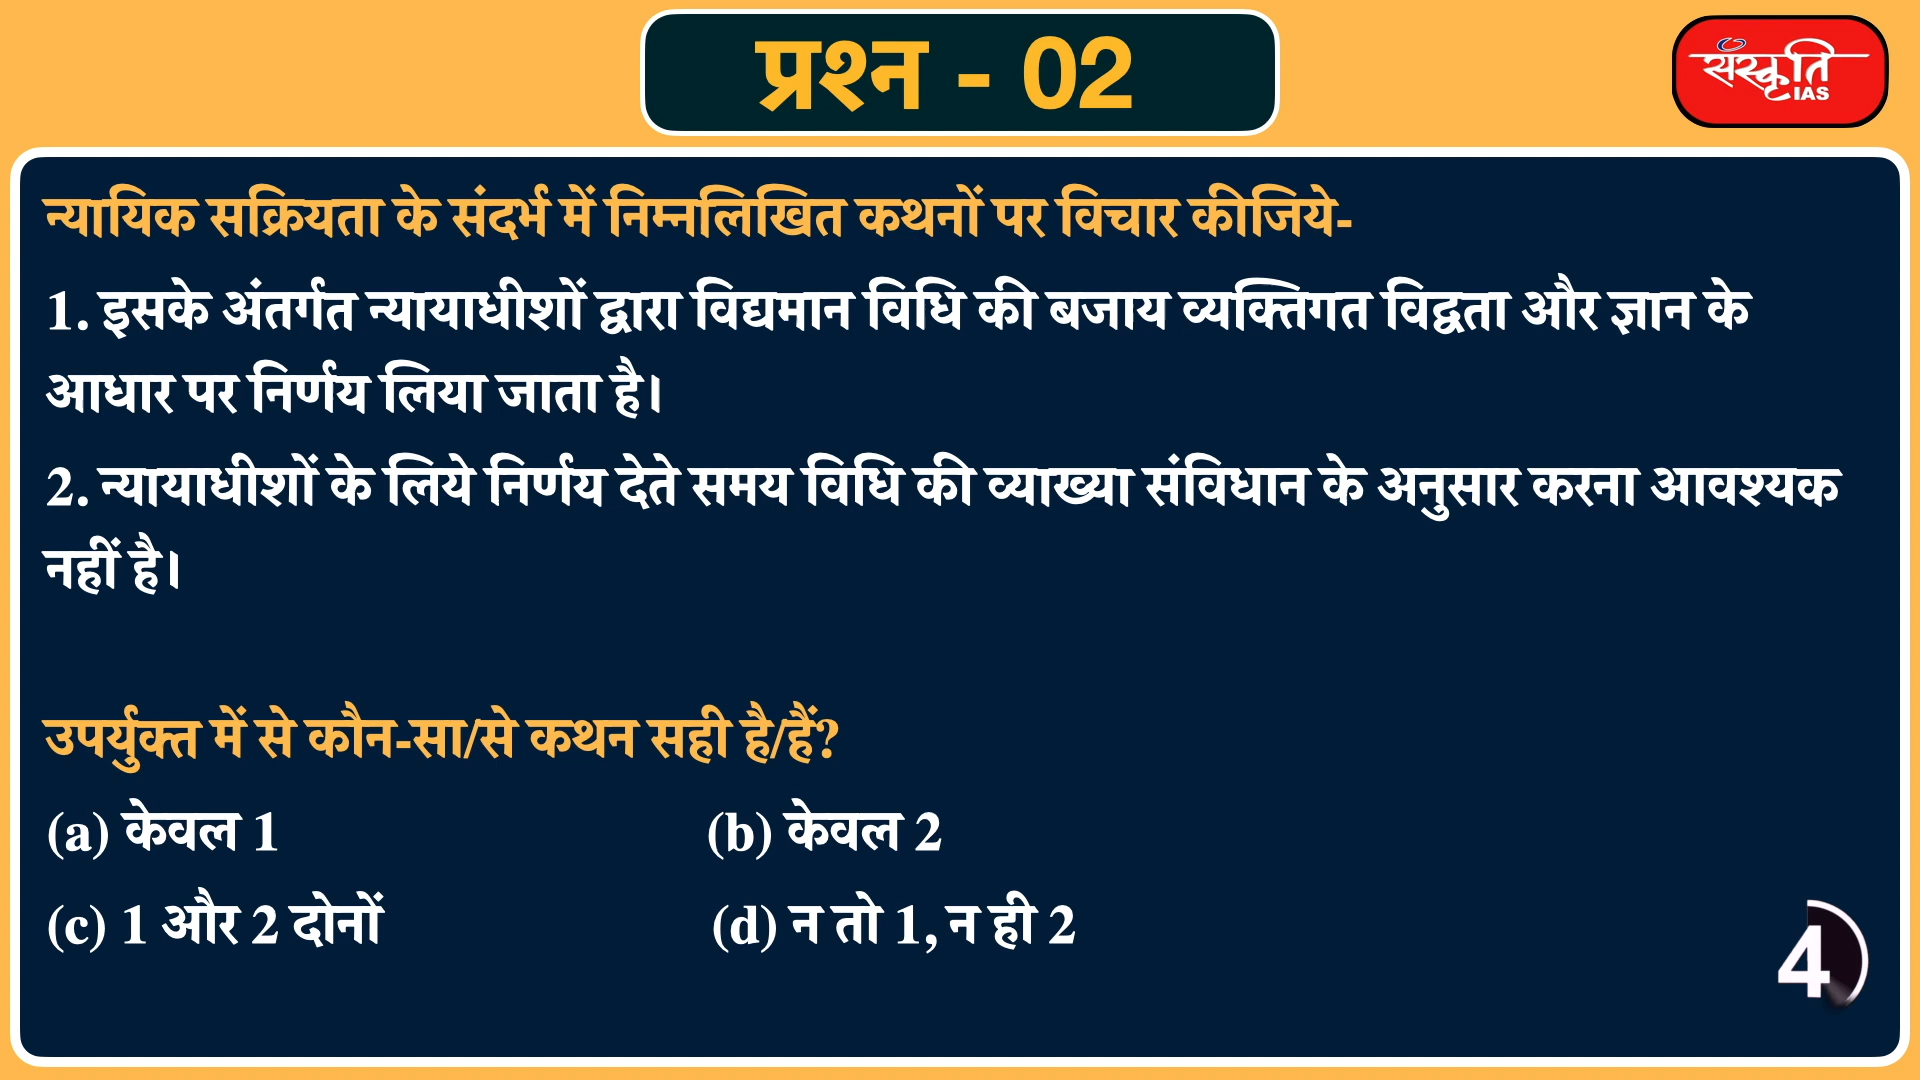 प्रश्न - 02
संस्कृति
IAS
न्यायिक सक्रियता के संदर्भ में निम्नलिखित कथनों पर विचार कीजिये-
1. इसके अंतर्गत न्यायाधीशों द्वारा विद्यमान विधि की बजाय व्यक्तिगत विद्वता और ज्ञान के
आधार पर निर्णय लिया जाता है।
2. न्यायाधीशों के लिये निर्णय देते समय विधि की व्याख्या संविधान के अनुसार करना आवश्यक
नहीं है।
उपर्युक्त में से कौन-सा/से कथन सही है/हैं?
(a) केवल 1 (b) केवल 2
(c) 1 और 2 दोनों (d) न तो 1, न ही 2
4